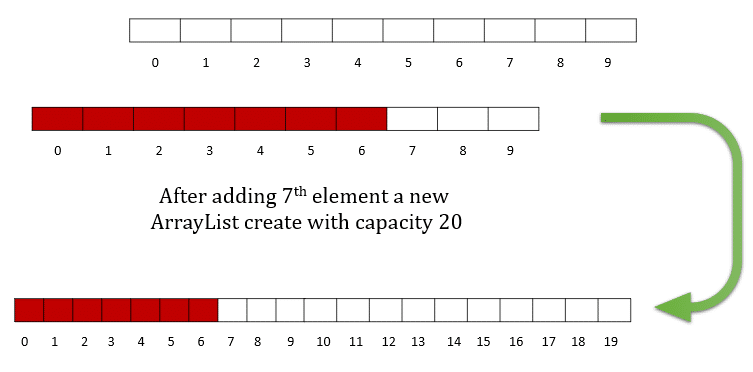 0 1 2 3 4 5 6 7 8 9
0 1 2 3 4 5 6 7 8 9
After adding 7th element a new
ArrayList create with capacity 20
0 1 2 3 4 5 6 7 8 9 10 11 12 13 14 15 16 17 18 19